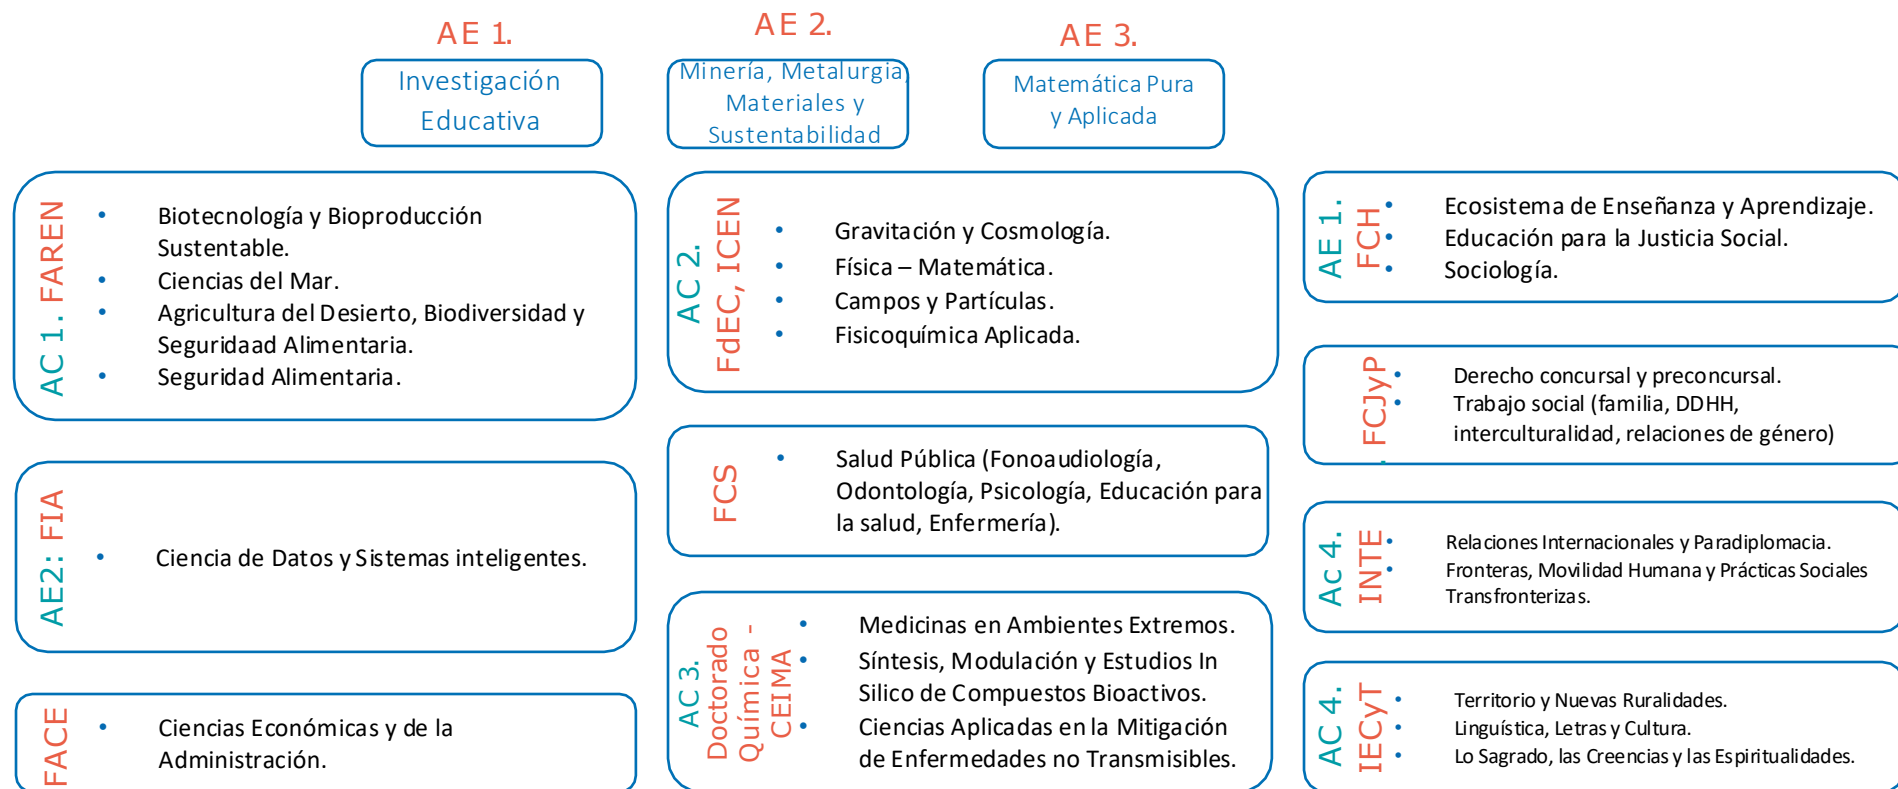 AE 1.
Investigación
Educativa
AE 2.
Minería, Metalurgia,
Materiales y
Sustentabilidad
AE 3.
Matemática Pura
y Aplicada
AC 1. FAREN
• Biotecnología y Bioproducción
Sustentable.
• Ciencias del Mar.
• Agricultura del Desierto, Biodiversidad y
Seguridaad Alimentaria.
• Seguridad Alimentaria.
AE2: FIA
• Ciencia de Datos y Sistemas inteligentes.
FACE
• Ciencias Económicas y de la
Administración.
AC 2.
FdEC, ICEN
• Gravitación y Cosmología.
• Física – Matemática.
• Campos y Partículas.
• Fisicoquímica Aplicada.
FCS
• Salud Pública (Fonoaudiología,
Odontología, Psicología, Educación para
la salud, Enfermería).
AC 3.
Doctorado
Química -
CEIMA
• Medicinas en Ambientes Extremos.
• Síntesis, Modulación y Estudios In
Silico de Compuestos Bioactivos.
• Ciencias Aplicadas en la Mitigación
de Enfermedades no Transmisibles.
AE 1.
FCH
• Ecosistema de Enseñanza y Aprendizaje.
• Educación para la Justicia Social.
• Sociología.
. FCJyP
• Derecho concursal y preconcursal.
• Trabajo social (familia, DDHH,
interculturalidad, relaciones de género)
Ac 4.
INTE
• Relaciones Internacionales y Paradiplomacia.
• Fronteras, Movilidad Humana y Prácticas Sociales
Transfronterizas.
AC 4.
IECyT
• Territorio y Nuevas Ruralidades.
• Linguística, Letras y Cultura.
• Lo Sagrado, las Creencias y las Espiritualidades.